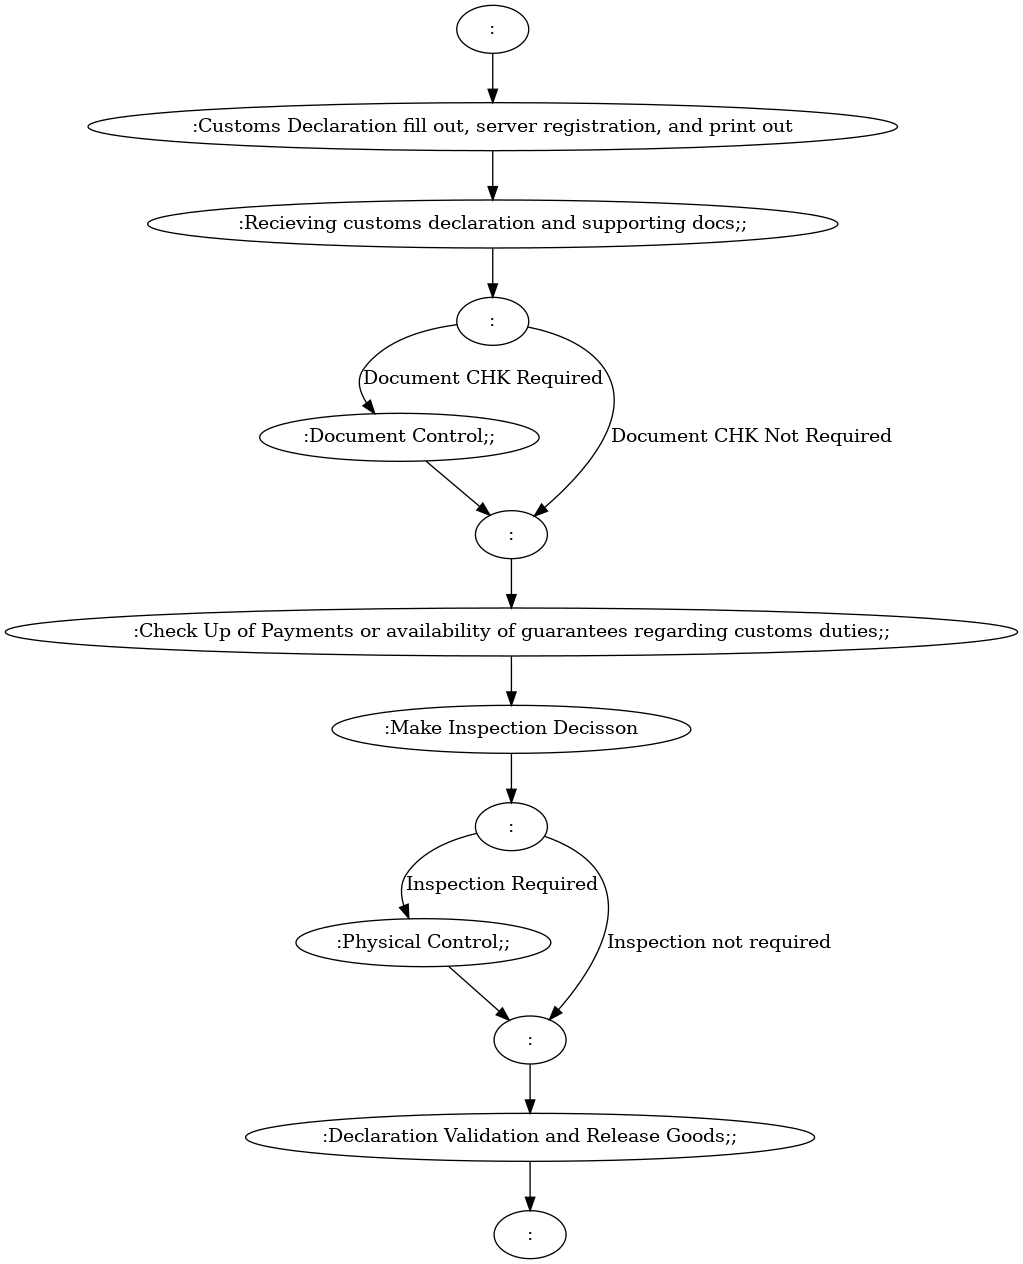 :
:Customs Declaration fill out, server registration, and print out
:Recieving customs declaration and supporting docs;;
:
Document CHK Required
:Document Control;;
Document CHK Not Required
:
:Check Up of Payments or availability of guarantees regarding customs duties;;
:Make Inspection Decisson
:
Inspection Required
:Physical Control;;
Inspection not required
:
:Declaration Validation and Release Goods;;
: